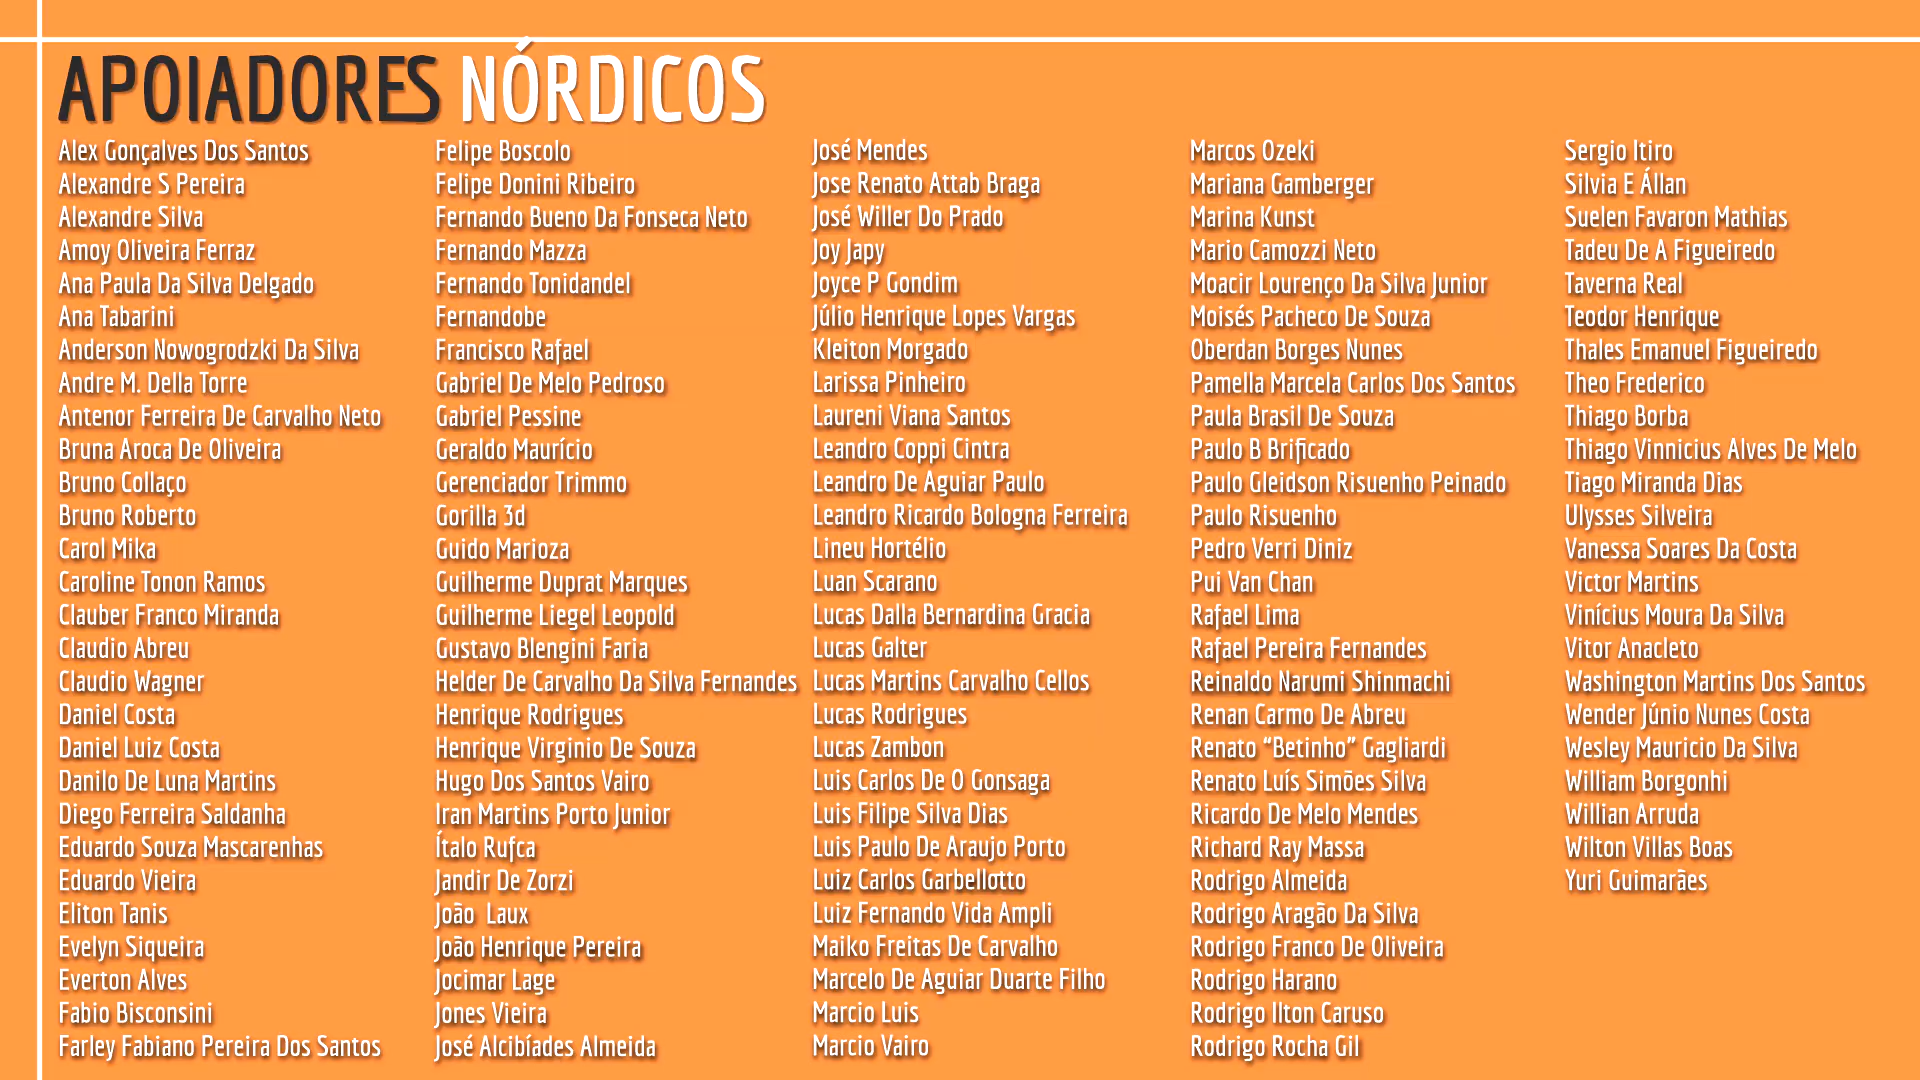 APOIADORES NÓRDICOS
Alex Gonçalves Dos Santos
Alexandre S Pereira
Alexandre Silva
Amoy Oliveira Ferraz
Ana Paula Da Silva Delgado
Ana Tabarini
Anderson Nowogrodzki Da Silva
Andre M. Della Torre
Antenor Ferreira De Carvalho Neto
Bruna Aroca De Oliveira
Bruno Collaço
Bruno Roberto
Carol Mika
Caroline Tonon Ramos
Clauber Franco Miranda
Claudio Abreu
Claudio Wagner
Daniel Costa
Daniel Luiz Costa
Danilo De Luna Martins
Diego Ferreira Saldanha
Eduardo Souza Mascarenhas
Eduardo Vieira
Eliton Tanis
Evelyn Siqueira
Everton Alves
Fabio Bisconsini
Farley Fabiano Pereira Dos Santos
Felipe Boscolo
Felipe Donini Ribeiro
Fernando Bueno Da Fonseca Neto
Fernando Mazza
Fernando Tonidandel
Fernandobe
Francisco Rafael
Gabriel De Melo Pedroso
Gabriel Pessine
Geraldo Maurício
Gerenciador Trimmo
Gorilla 3d
Guido Marioza
Guilherme Duprat Marques
Guilherme Liegel Leopold
Gustavo Blengini Faria
Helder De Carvalho Da Silva Fernandes
Henrique Rodrigues
Henrique Virginio De Souza
Hugo Dos Santos Vairo
Iran Martins Porto Junior
Ítalo Rufca
Jandir De Zorzi
João  Laux
João Henrique Pereira
Jocimar Lage
Jones Vieira
José Alcibíades Almeida
José Mendes
Jose Renato Attab Braga
José Willer Do Prado
Joy Japy
Joyce P Gondim
Júlio Henrique Lopes Vargas
Kleiton Morgado
Larissa Pinheiro
Laureni Viana Santos
Leandro Coppi Cintra
Leandro De Aguiar Paulo
Leandro Ricardo Bologna Ferreira
Lineu Hortélio
Luan Scarano
Lucas Dalla Bernardina Gracia
Lucas Galter
Lucas Martins Carvalho Cellos
Lucas Rodrigues
Lucas Zambon
Luis Carlos De O Gonsaga
Luis Filipe Silva Dias
Luis Paulo De Araujo Porto
Luiz Carlos Garbellotto
Luiz Fernando Vida Ampli
Maiko Freitas De Carvalho
Marcelo De Aguiar Duarte Filho
Marcio Luis
Marcio Vairo
Marcos Ozeki
Mariana Gamberger
Marina Kunst
Mario Camozzi Neto
Moacir Lourenço Da Silva Junior
Moisés Pacheco De Souza
Oberdan Borges Nunes
Pamella Marcela Carlos Dos Santos
Paula Brasil De Souza
Paulo B Brificado
Paulo Gleidson Risuenho Peinado
Paulo Risuenho
Pedro Verri Diniz
Pui Van Chan
Rafael Lima
Rafael Pereira Fernandes
Reinaldo Narumi Shinmachi
Renan Carmo De Abreu
Renato “Betinho” Gagliardi
Renato Luís Simões Silva
Ricardo De Melo Mendes
Richard Ray Massa
Rodrigo Almeida
Rodrigo Aragão Da Silva
Rodrigo Franco De Oliveira
Rodrigo Harano
Rodrigo Ilton Caruso
Rodrigo Rocha Gil
Sergio Itiro
Silvia E Állan
Suelen Favaron Mathias
Tadeu De A Figueiredo
Taverna Real
Teodor Henrique
Thales Emanuel Figueiredo
Theo Frederico
Thiago Borba
Thiago Vinnicius Alves De Melo
Tiago Miranda Dias
Ulysses Silveira
Vanessa Soares Da Costa
Victor Martins
Vinícius Moura Da Silva
Vitor Anacleto
Washington Martins Dos Santos
Wender Júnio Nunes Costa
Wesley Mauricio Da Silva
William Borgonhi
Willian Arruda
Wilton Villas Boas
Yuri Guimarães